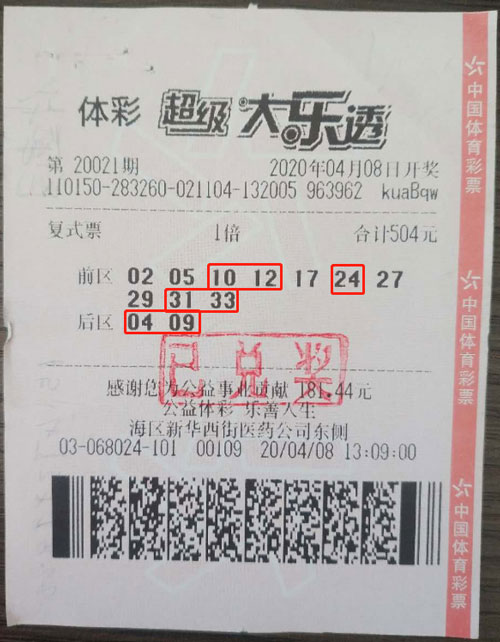 体彩 超级大乐透
第 20021期 2020年04月08日开奖
110150-283260-021104-132005 963962 kuaBqw
复式票 1倍 合计504元
前区 02 05 10 12 17 24 27
29 31 33
后区 04 09
已兑奖
感谢您为公益事业贡献 181.44元
公益体彩 乐善人生
海区新华西街医药公司东侧
03-068024-101 00109 20/04/08 13:09:00
中国体育彩票
中国体育彩票
中国体育彩票